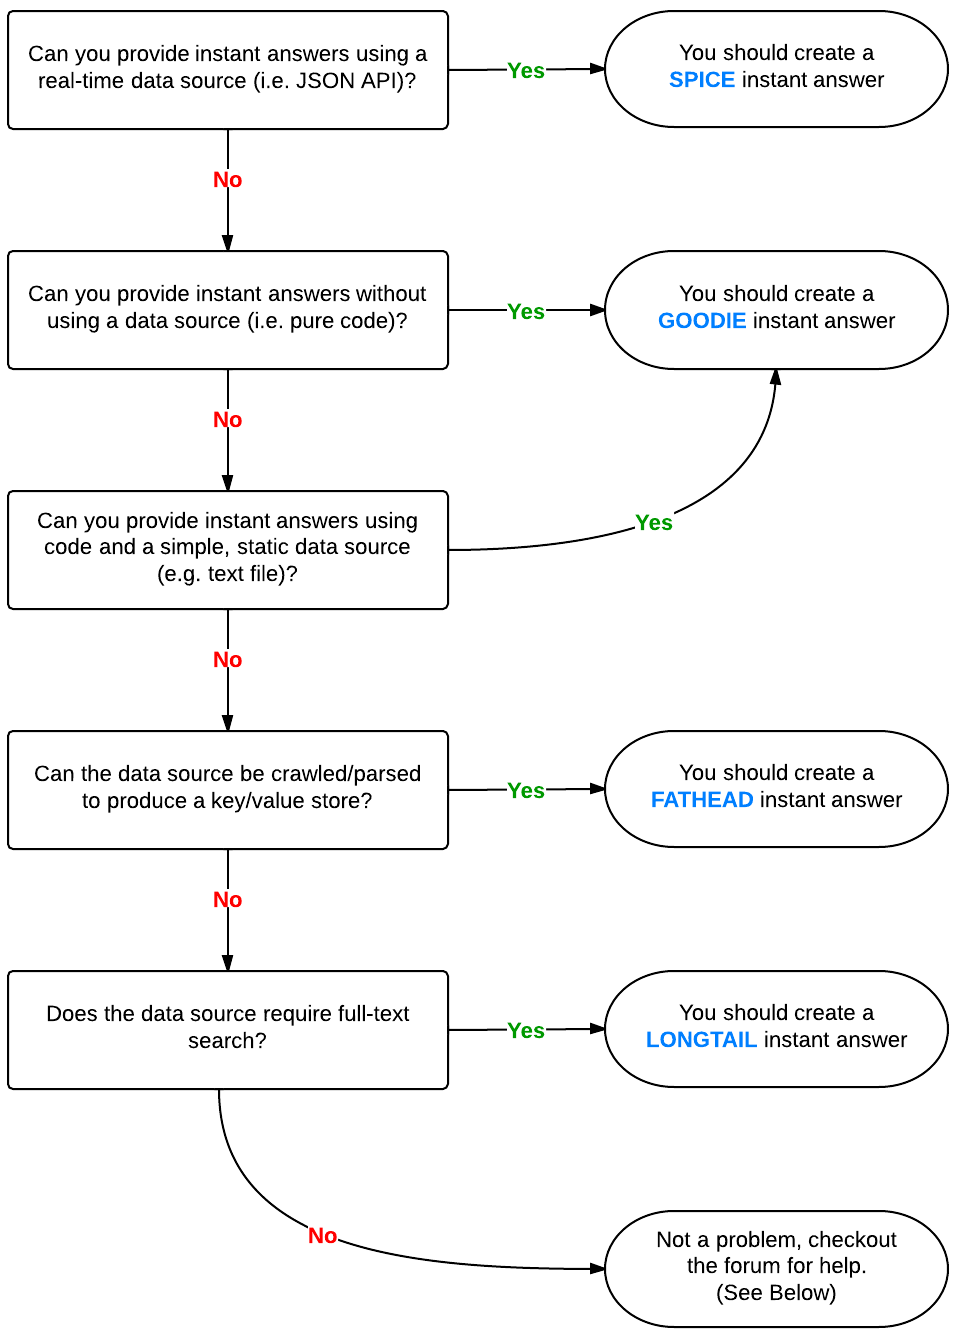 Can you provide instant answers using a
real-time data source (i.e. JSON API)?
Yes
You should create a
SPICE instant answer
No
Can you provide instant answers without
using a data source (i.e. pure code)?
Yes
You should create a
GOODIE instant answer
No
Can you provide instant answers using
code and a simple, static data source
(e.g. text file)?
Yes
No
Can the data source be crawled/parsed
to produce a key/value store?
Yes
You should create a
FATHEAD instant answer
No
Does the data source require full-text
search?
Yes
You should create a
LONGTAIL instant answer
No
Not a problem, checkout
the forum for help.
(See Below)